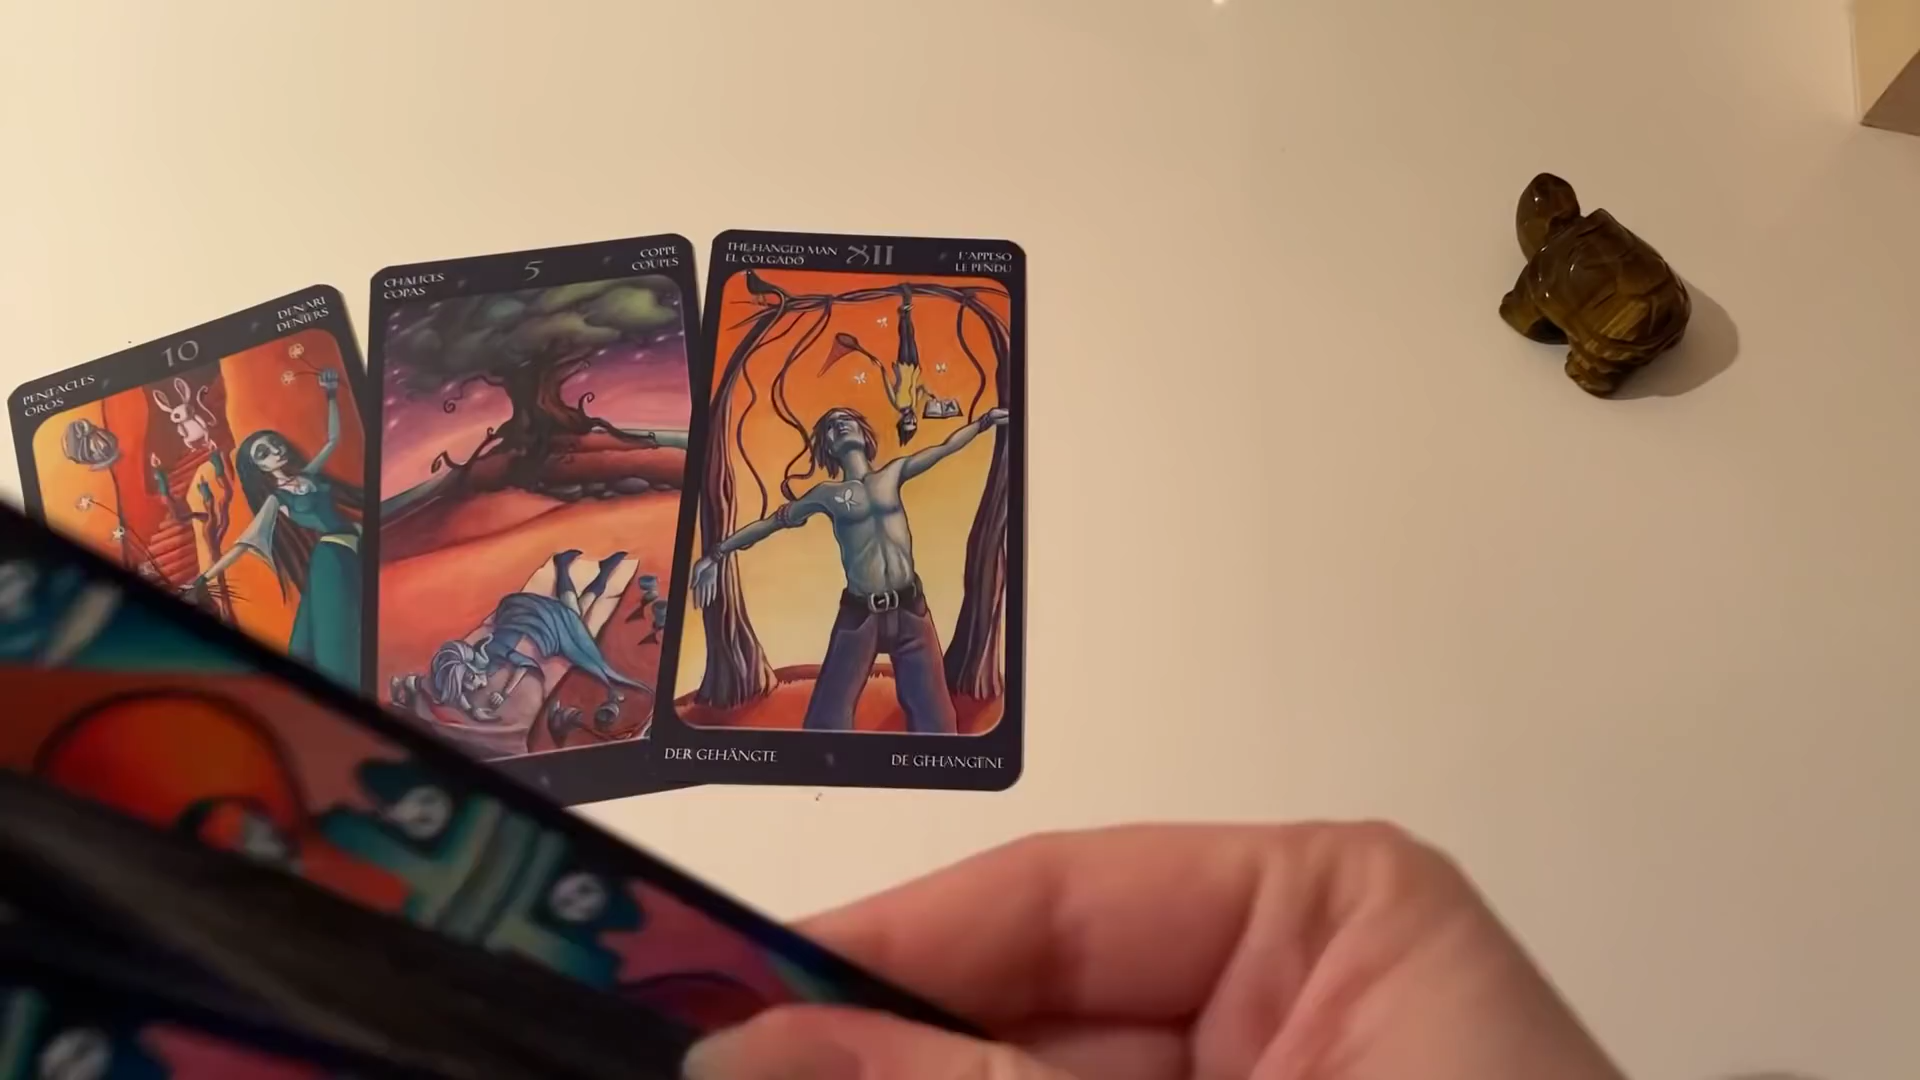 PENTACLES
OROS
10
DENARI
DENIERS
CHALICES
COPAS
5
COPPE
COUPES
THE HANGED MAN
EL COLGADO
XII
L'APPESO
LE PENDU
DER GEHÄNGTE
DE GEHANGENE